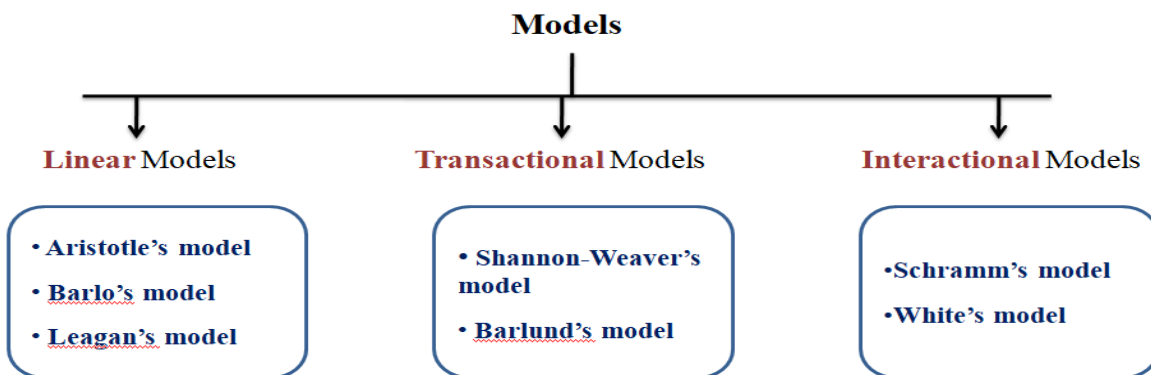 Models
Linear Models
Transactional Models
Interactional Models
• Aristotle's model
• Barlo's model
• Leagan's model
• Shannon-Weaver's
model
• Barlund's model
•Schramm's model
•White's model